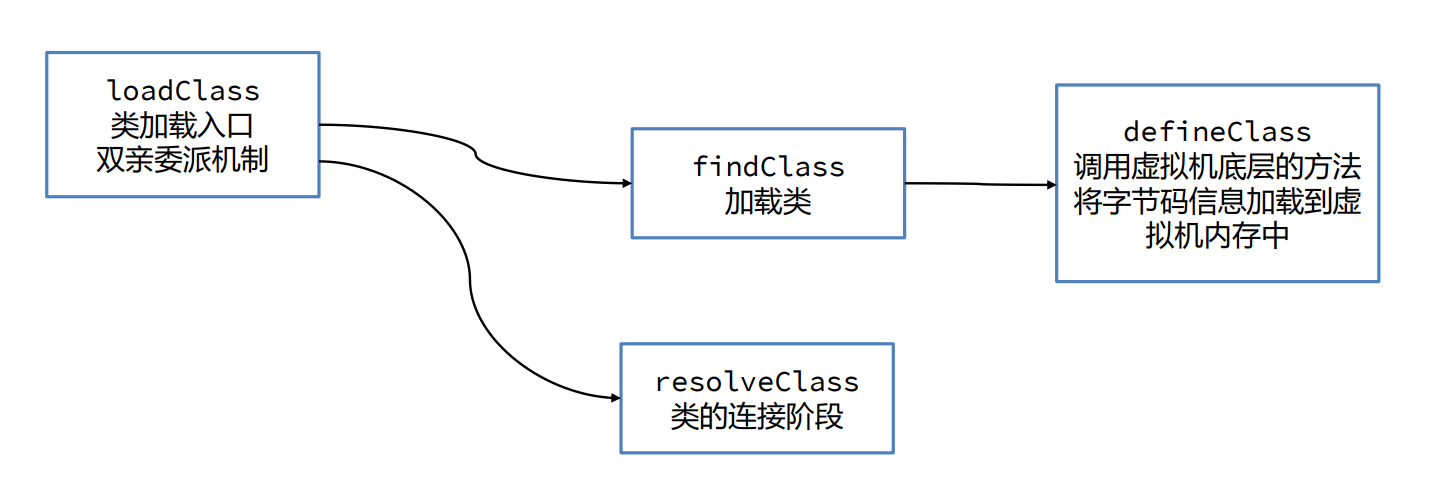 loadClass
类加载入口
双亲委派机制
findClass
加载类
defineClass
调用虚拟机底层的方法
将字节码信息加载到虚
拟机内存中
resolveClass
类的连接阶段